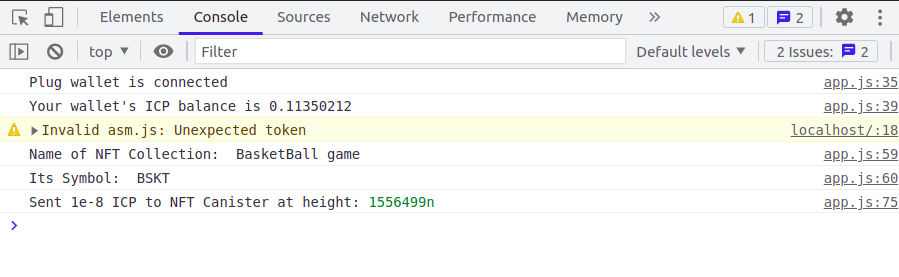 Elements Console Sources Network Performance Memory » 1 2
top Filter Default levels 2 Issues: 2
Plug wallet is connected app.js:35
Your wallet's ICP balance is 0.11350212 app.js:39
Invalid asm.js: Unexpected token localhost/:18
Name of NFT Collection:  BasketBall game app.js:59
Its Symbol:  BSKT app.js:60
Sent 1e-8 ICP to NFT Canister at height: 1556499n app.js:75